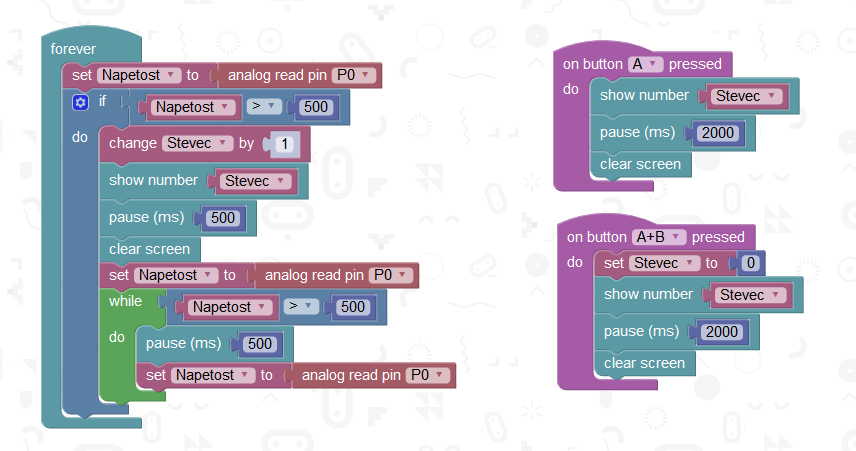 forever
set Napetost to analog read pin P0
if Napetost > 500
do
change Stevec by 1
show number Stevec
pause (ms) 500
clear screen
set Napetost to analog read pin P0
while Napetost > 500
do
pause (ms) 500
set Napetost to analog read pin P0
on button A pressed
do
show number Stevec
pause (ms) 2000
clear screen
on button A+B pressed
do
set Stevec to 0
show number Stevec
pause (ms) 2000
clear screen